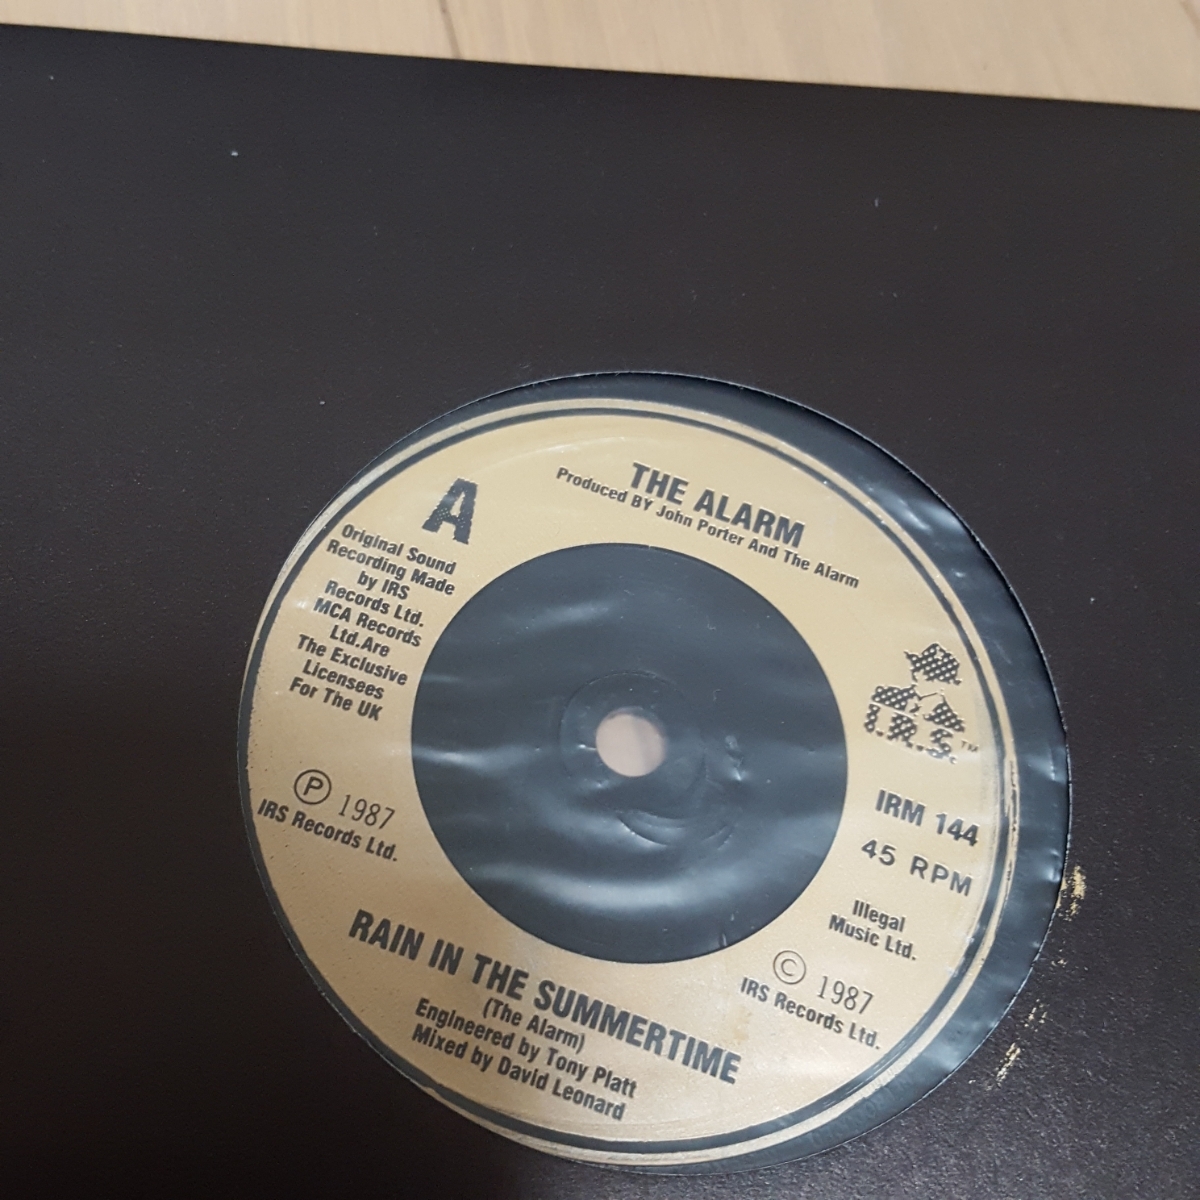 THE ALARM
Produced BY John Porter And The Alarm
A
Original Sound
Recording Made
by IRS
Records Ltd.
MCA Records
Ltd.Are
The Exclusive
Licensees
For The UK
I.R.S.™
Ⓟ 1987
IRS Records Ltd.
IRM 144
45 RPM
Illegal
Music Ltd.
© 1987
IRS Records Ltd.
RAIN IN THE SUMMERTIME
(The Alarm)
Engineered by Tony Platt
Mixed by David Leonard